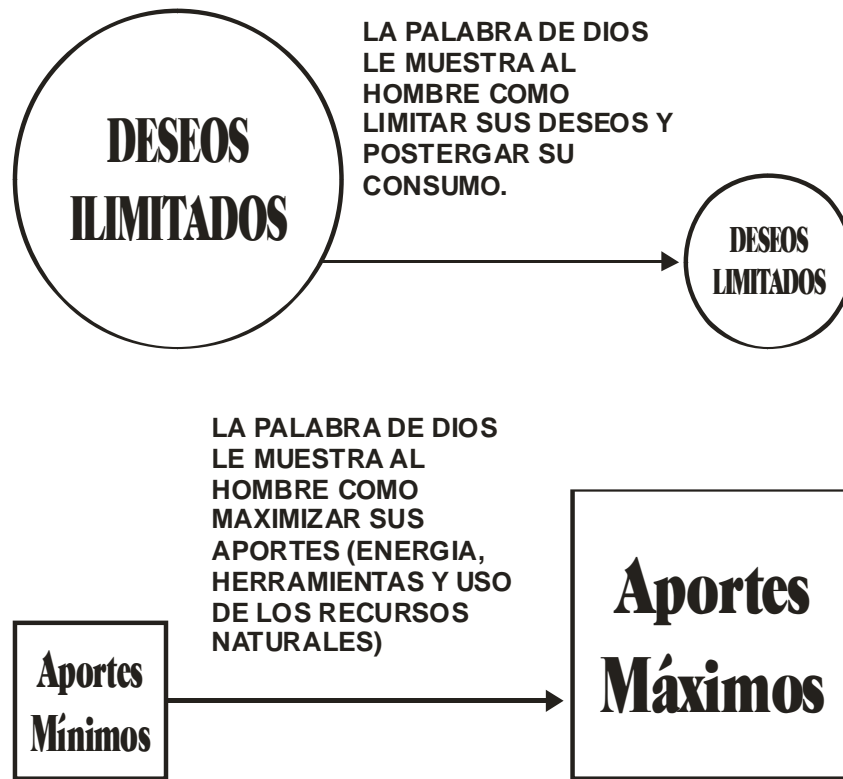 DESEOS
ILIMITADOS
LA PALABRA DE DIOS
LE MUESTRA AL
HOMBRE COMO
LIMITAR SUS DESEOS Y
POSTERGAR SU
CONSUMO.
DESEOS
LIMITADOS
LA PALABRA DE DIOS
LE MUESTRA AL
HOMBRE COMO
MAXIMIZAR SUS
APORTES (ENERGIA,
HERRAMIENTAS Y USO
DE LOS RECURSOS
NATURALES)
Aportes
Mínimos
Aportes
Máximos